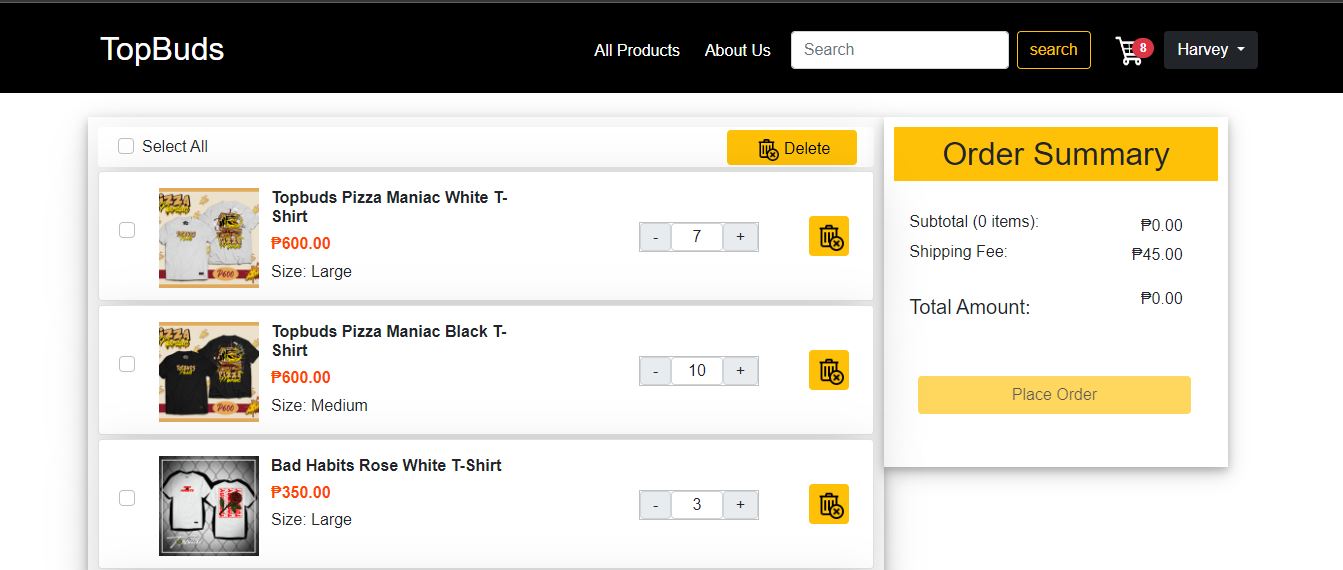 TopBuds
All Products
About Us
Search
search
8
Harvey
Select All
Delete
Topbuds Pizza Maniac White T-
Shirt
₱600.00
Size: Large
- 7 +
₱600
Topbuds Pizza Maniac Black T-
Shirt
₱600.00
Size: Medium
- 10 +
₱600
Bad Habits Rose White T-Shirt
₱350.00
Size: Large
- 3 +
Order Summary
Subtotal (0 items): ₱0.00
Shipping Fee: ₱45.00
Total Amount: ₱0.00
Place Order